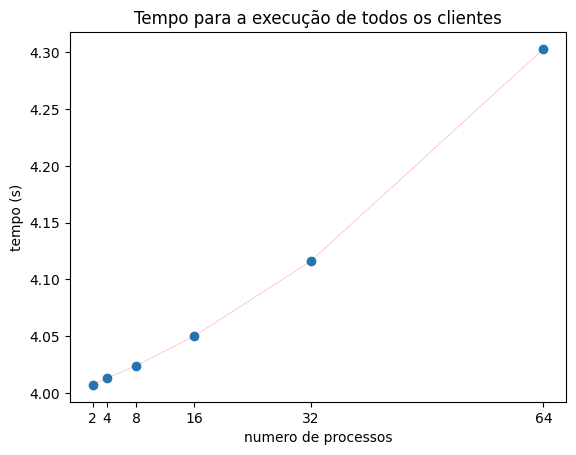 Tempo para a execução de todos os clientes
4.30
4.25
4.20
4.15
4.10
4.05
4.00
tempo (s)
2 4 8 16 32 64
numero de processos